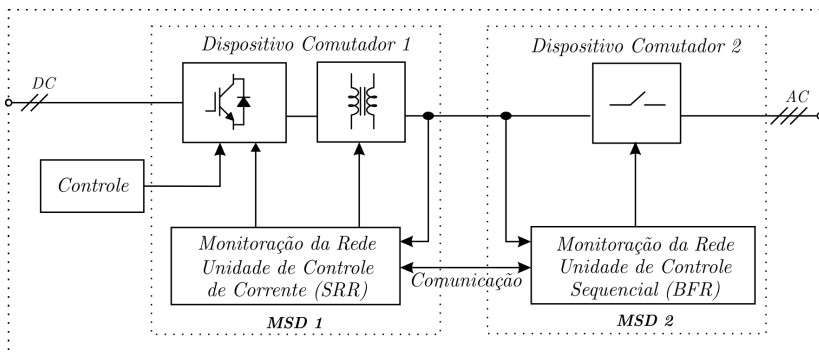 Dispositivo Comutador 1
Dispositivo Comutador 2
DC
AC
Controle
Monitoração da Rede
Unidade de Controle
de Corrente (SRR)
MSD 1
Comunicação
Monitoração da Rede
Unidade de Controle
Sequencial (BFR)
MSD 2